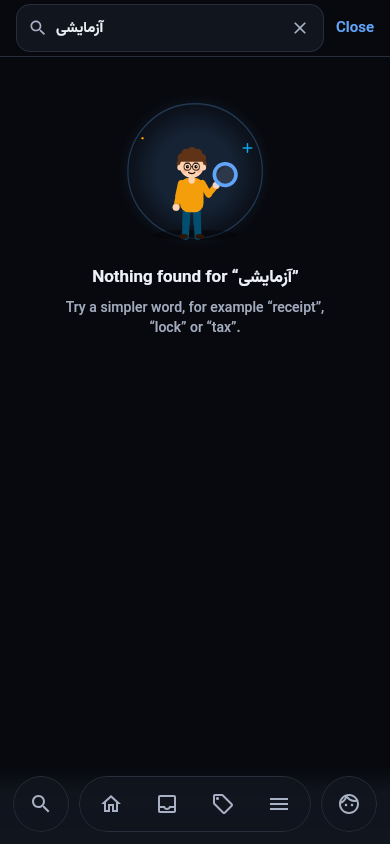 آزمایشی
Close
Nothing found for “آزمایشی”
Try a simpler word, for example “receipt”,
“lock” or “tax”.